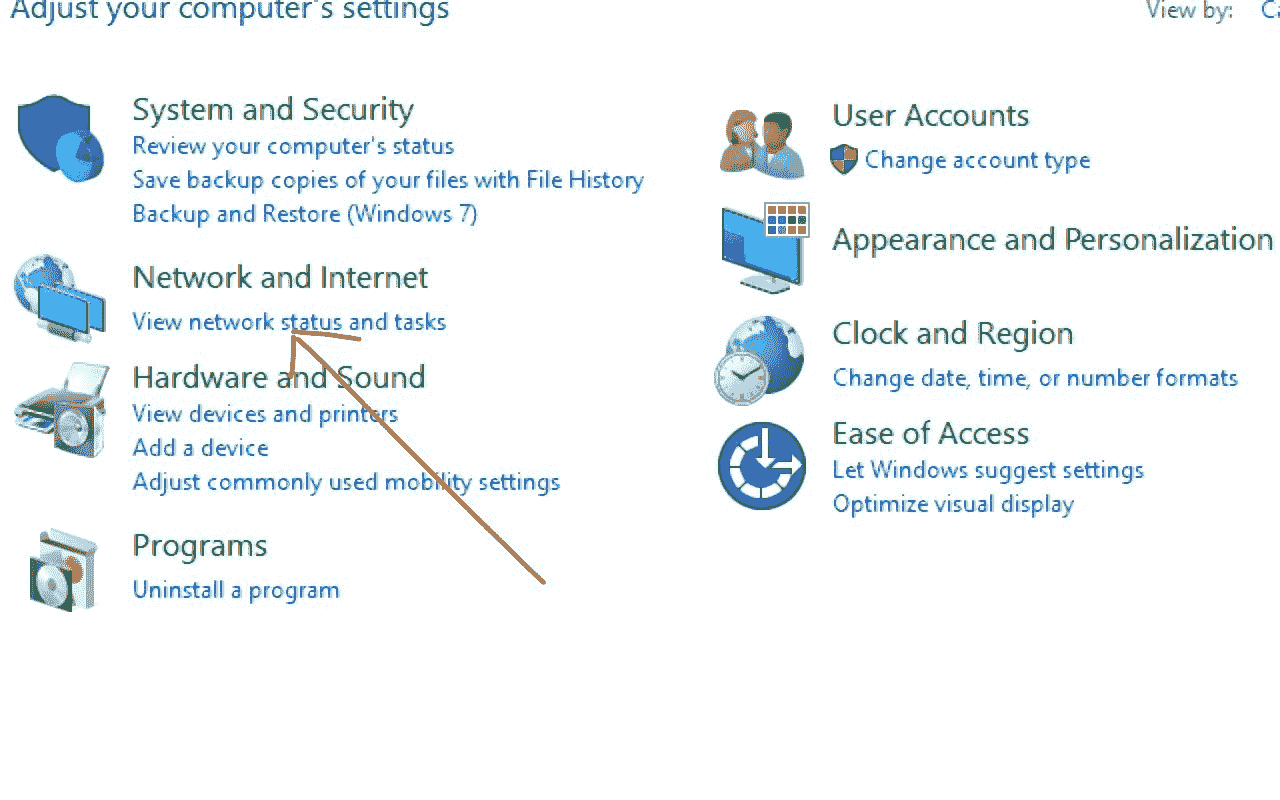 Adjust your computer's settings
View by:
System and Security
Review your computer's status
Save backup copies of your files with File History
Backup and Restore (Windows 7)
Network and Internet
View network status and tasks
Hardware and Sound
View devices and printers
Add a device
Adjust commonly used mobility settings
Programs
Uninstall a program
User Accounts
Change account type
Appearance and Personalization
Clock and Region
Change date, time, or number formats
Ease of Access
Let Windows suggest settings
Optimize visual display